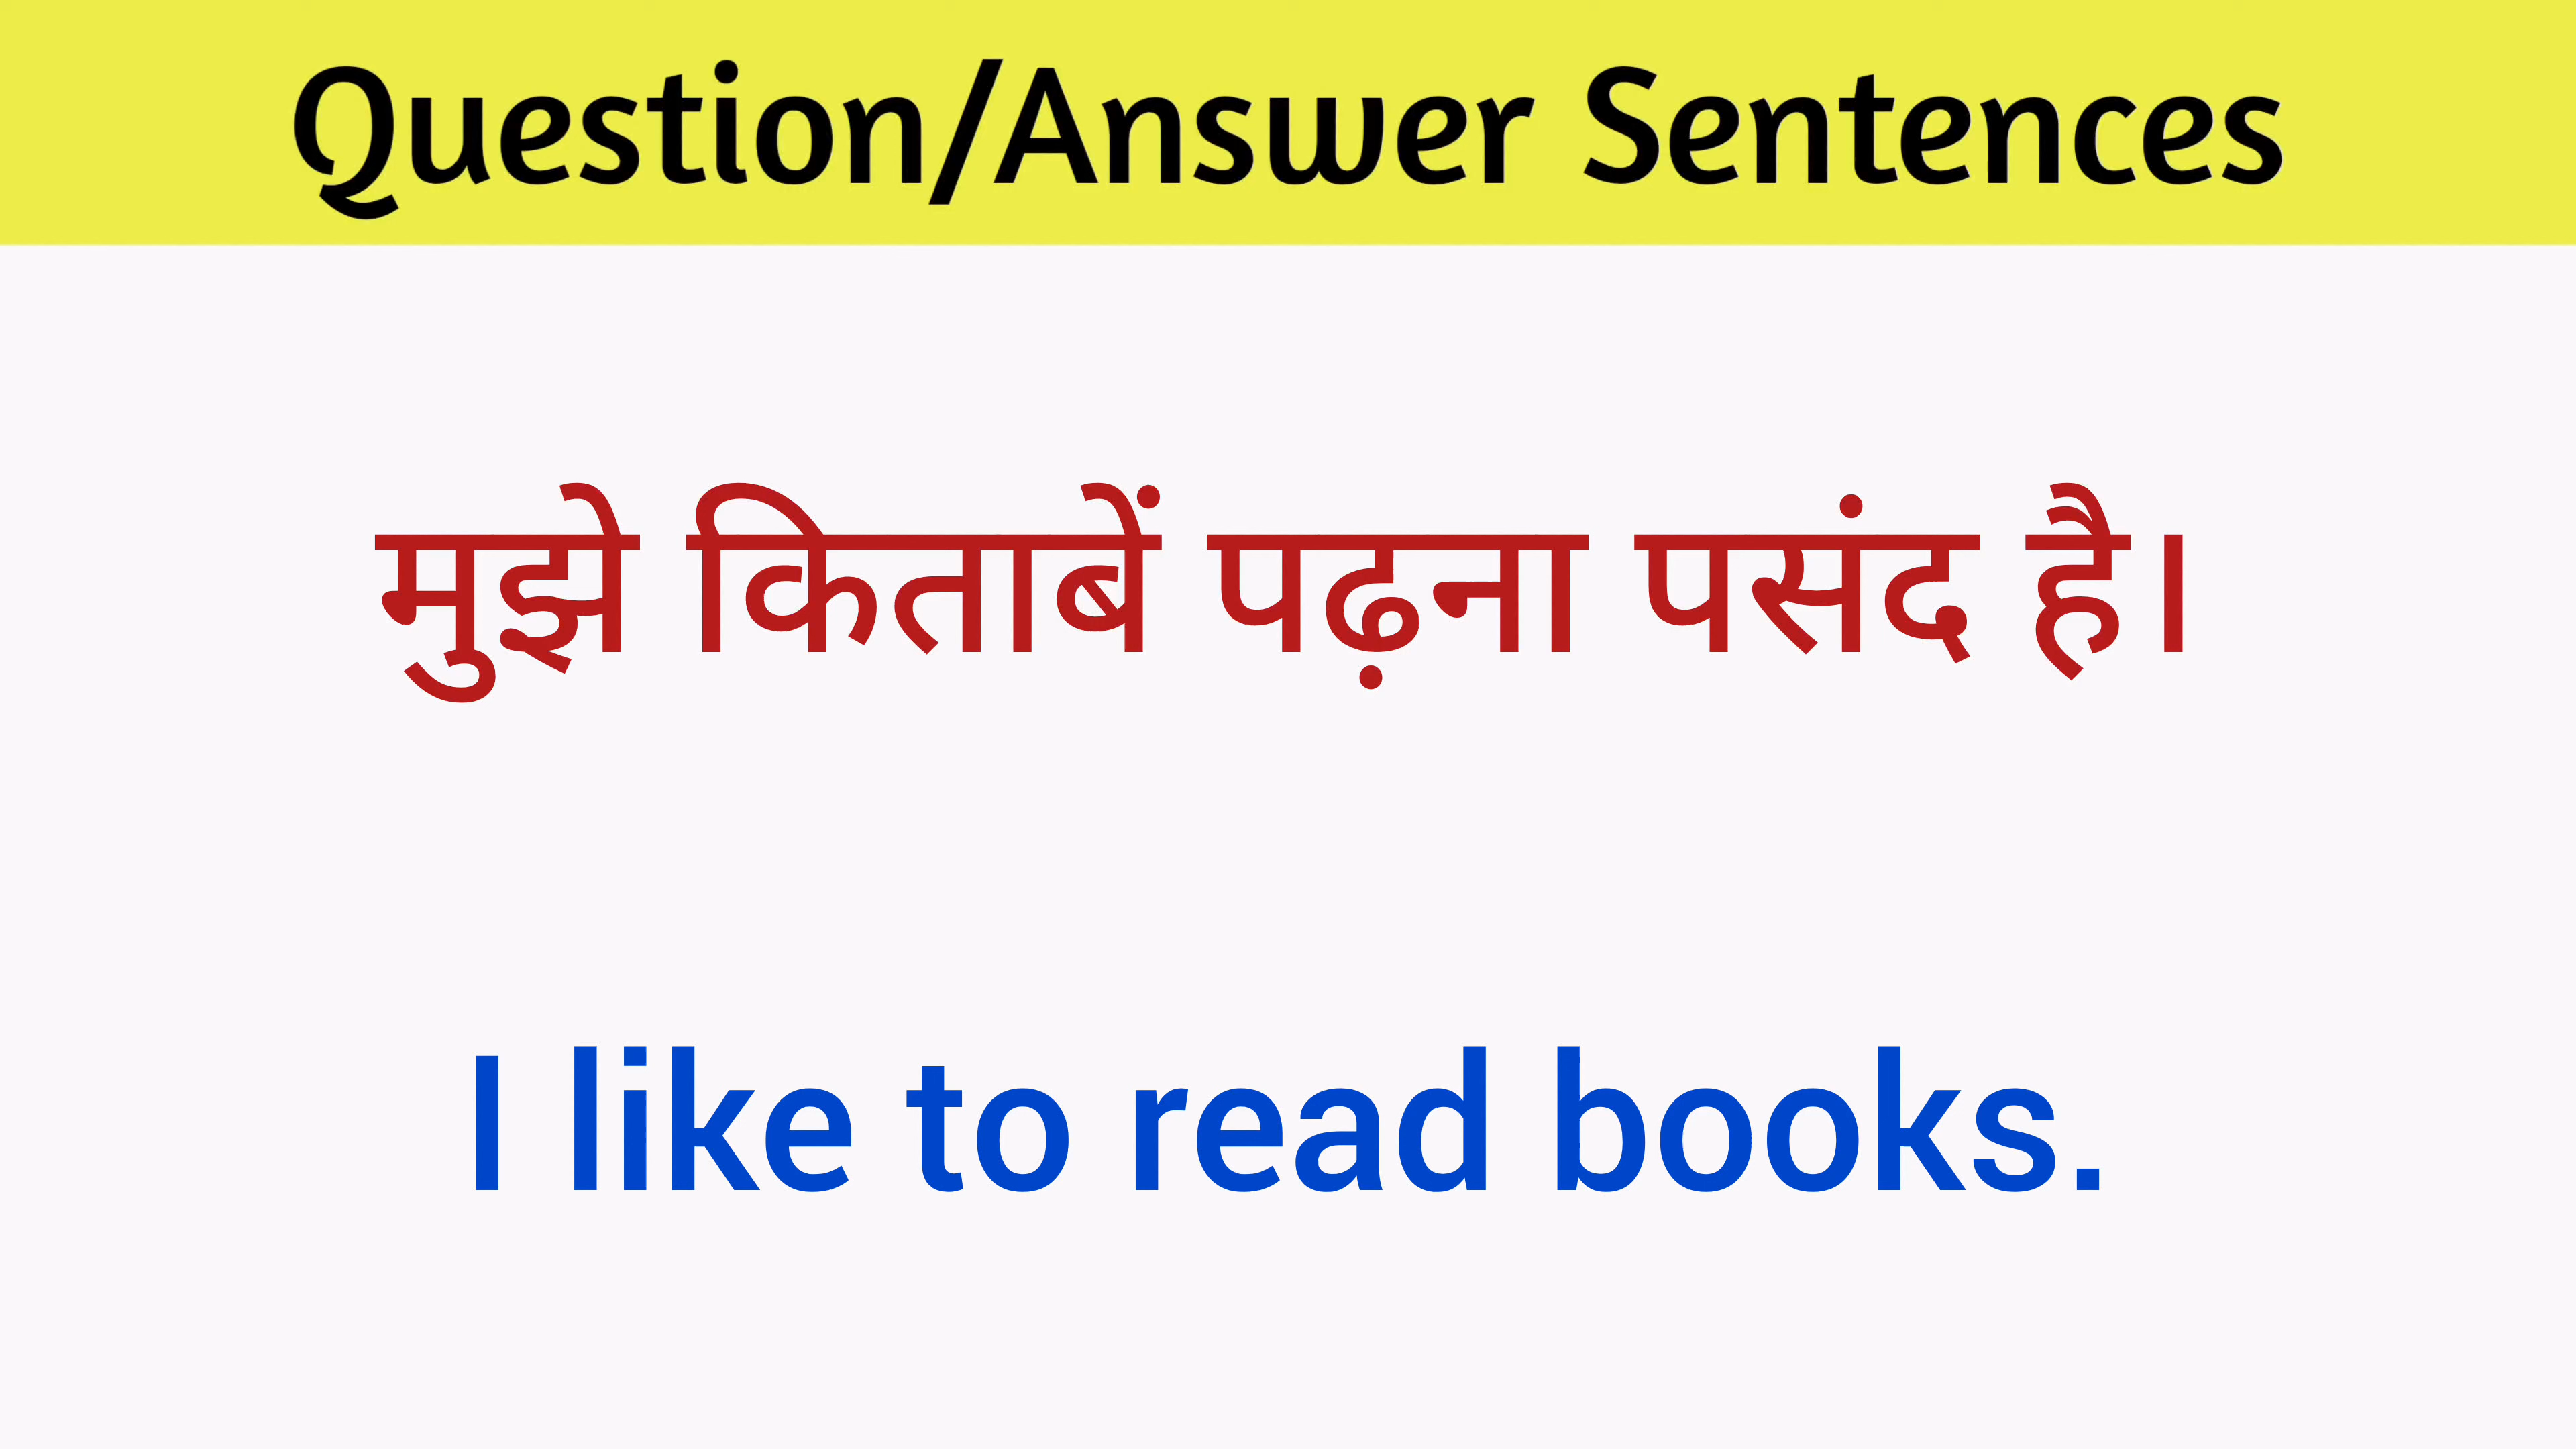 Question/Answer Sentences
मुझे किताबें पढ़ना पसंद है।
I like to read books.